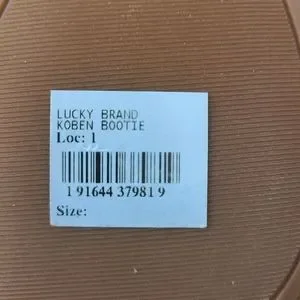 LUCKY BRAND
KOBEN BOOTIE
Loc: 1
1 91644 37981 9
Size: